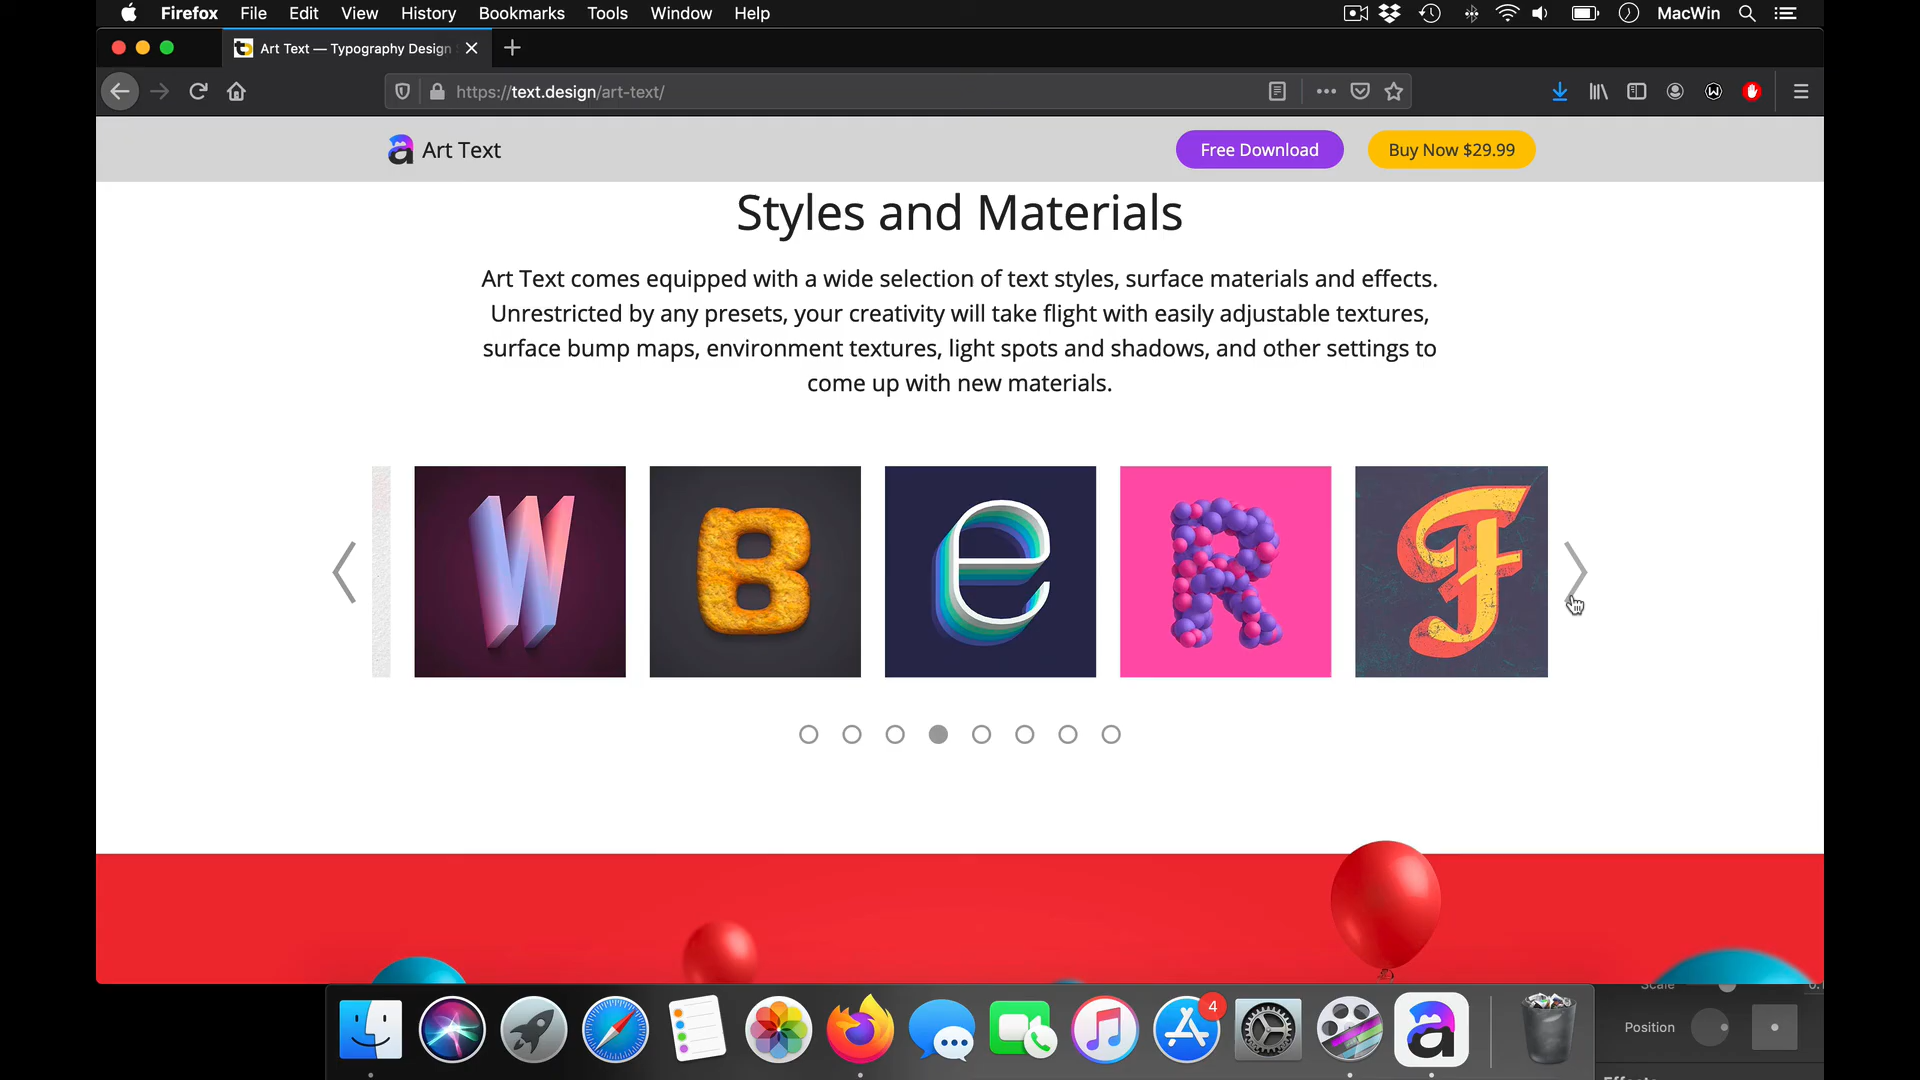 Firefox File Edit View History Bookmarks Tools Window Help MacWin
Art Text — Typography Design
https://text.design/art-text/
Art Text Free Download Buy Now $29.99
Styles and Materials
Art Text comes equipped with a wide selection of text styles, surface materials and effects.
Unrestricted by any presets, your creativity will take flight with easily adjustable textures,
surface bump maps, environment textures, light spots and shadows, and other settings to
come up with new materials.
W B e R F
Scale
4
Position